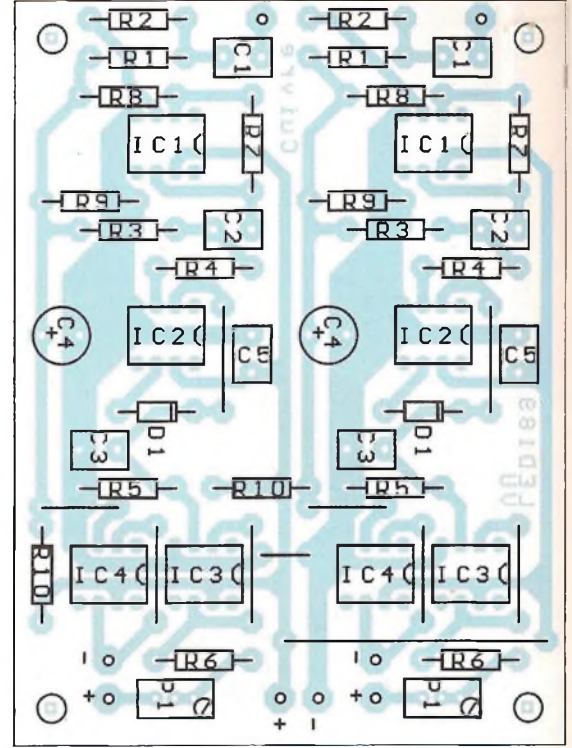 R2 R2
R1 C1 R1 C1
R8 R8
IC1 R7 IC1 R7
Cuivre
R9 R9
R3 C2 R3 C2
R4 R4
C4 + IC2 C5 C4 + IC2 C5
D1 D1
C3 C3
R5 R10 R5
LED189
R10 IC4 IC3 IC4 IC3
- R6 - R6
+ P1 + - + P1